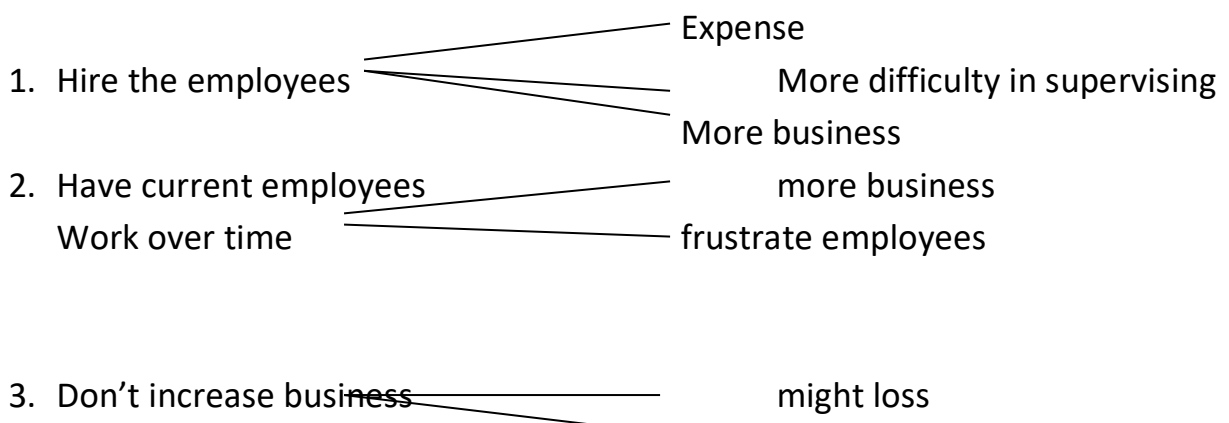 Expense
1. Hire the employees More difficulty in supervising
More business
2. Have current employees more business
Work over time frustrate employees
3. Don’t increase business might loss